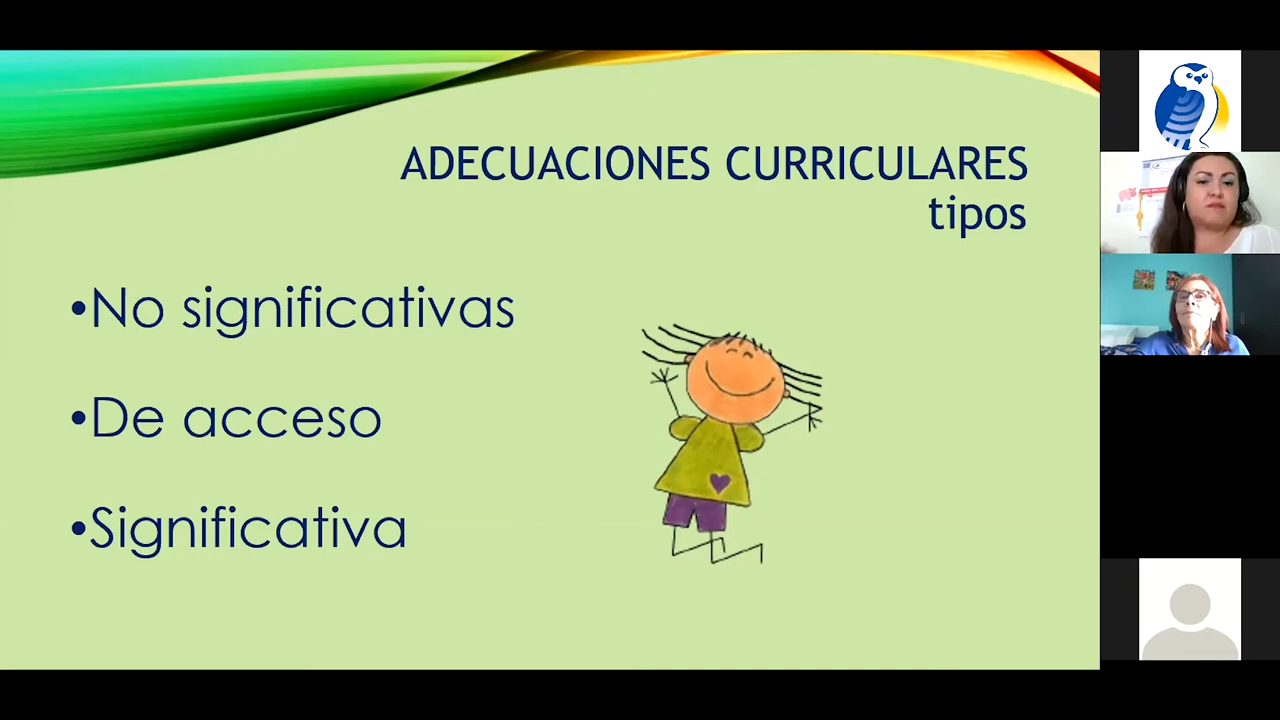 ADECUACIONES CURRICULARES
tipos
•No significativas
•De acceso
•Significativa